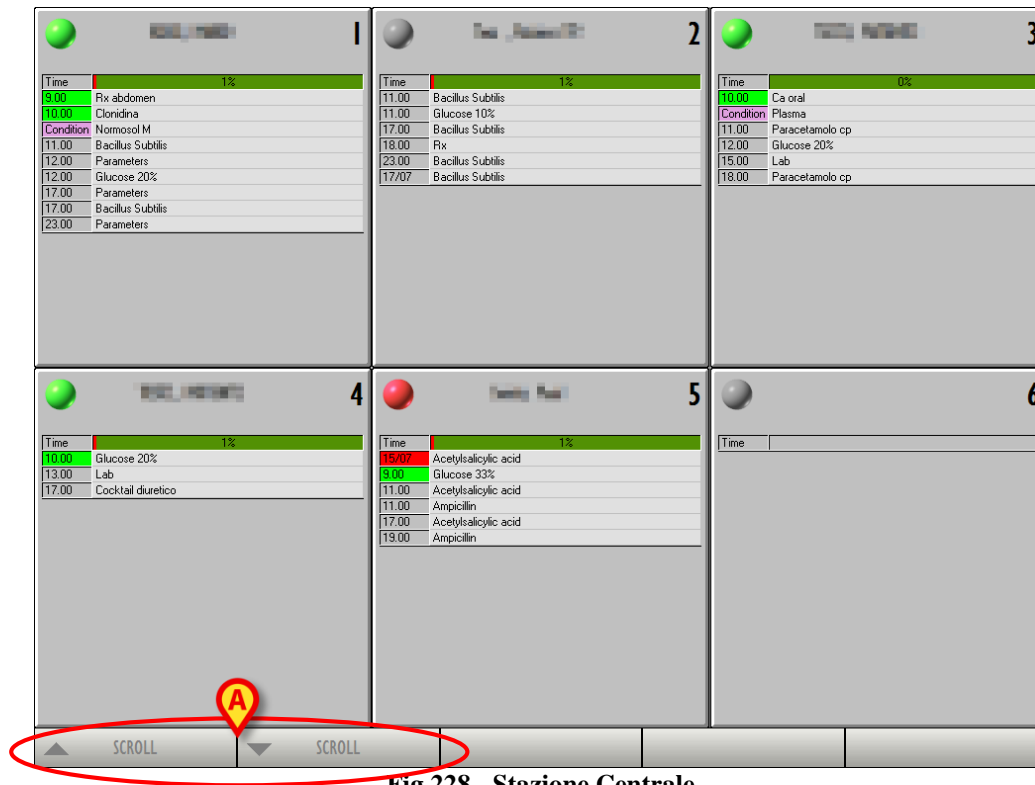 1
Time 1%
9.00 Rx abdomen
10.00 Clonidina
Condition Normosol M
11.00 Bacillus Subtilis
12.00 Parameters
12.00 Glucose 20%
17.00 Parameters
17.00 Bacillus Subtilis
23.00 Parameters
2
Time 1%
11.00 Bacillus Subtilis
11.00 Glucose 10%
17.00 Bacillus Subtilis
18.00 Rx
23.00 Bacillus Subtilis
17/07 Bacillus Subtilis
3
Time 0%
10.00 Ca oral
Condition Plasma
11.00 Paracetamolo cp
12.00 Glucose 20%
15.00 Lab
18.00 Paracetamolo cp
4
Time 1%
10.00 Glucose 20%
13.00 Lab
17.00 Cocktail diuretico
5
Time 1%
15/07 Acetylsalicylic acid
9.00 Glucose 33%
11.00 Acetylsalicylic acid
11.00 Ampicillin
17.00 Acetylsalicylic acid
19.00 Ampicillin
6
Time
A
SCROLL SCROLL
Fig 228 - Stazione Centrale